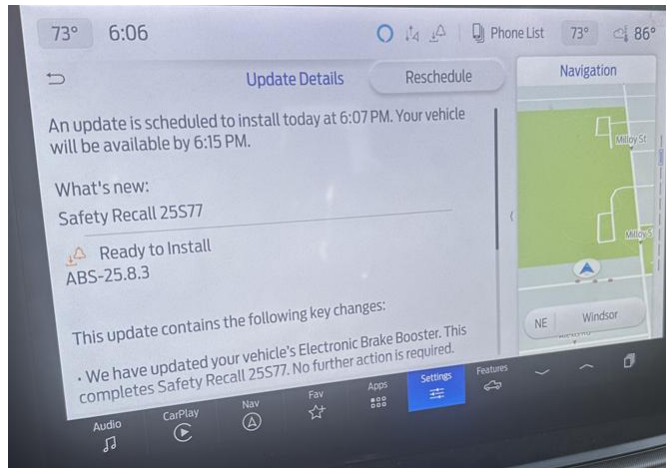 73° 6:06 Phone List 73° 86°
Update Details Reschedule
An update is scheduled to install today at 6:07 PM. Your vehicle
will be available by 6:15 PM.
What's new:
Safety Recall 25S77
Ready to Install
ABS-25.8.3
This update contains the following key changes:
· We have updated your vehicle's Electronic Brake Booster. This
completes Safety Recall 25S77. No further action is required.
Navigation
Milloy St
Milloy S
NE Windsor
Audio
CarPlay
Nav
Fav
Apps
Settings
Features